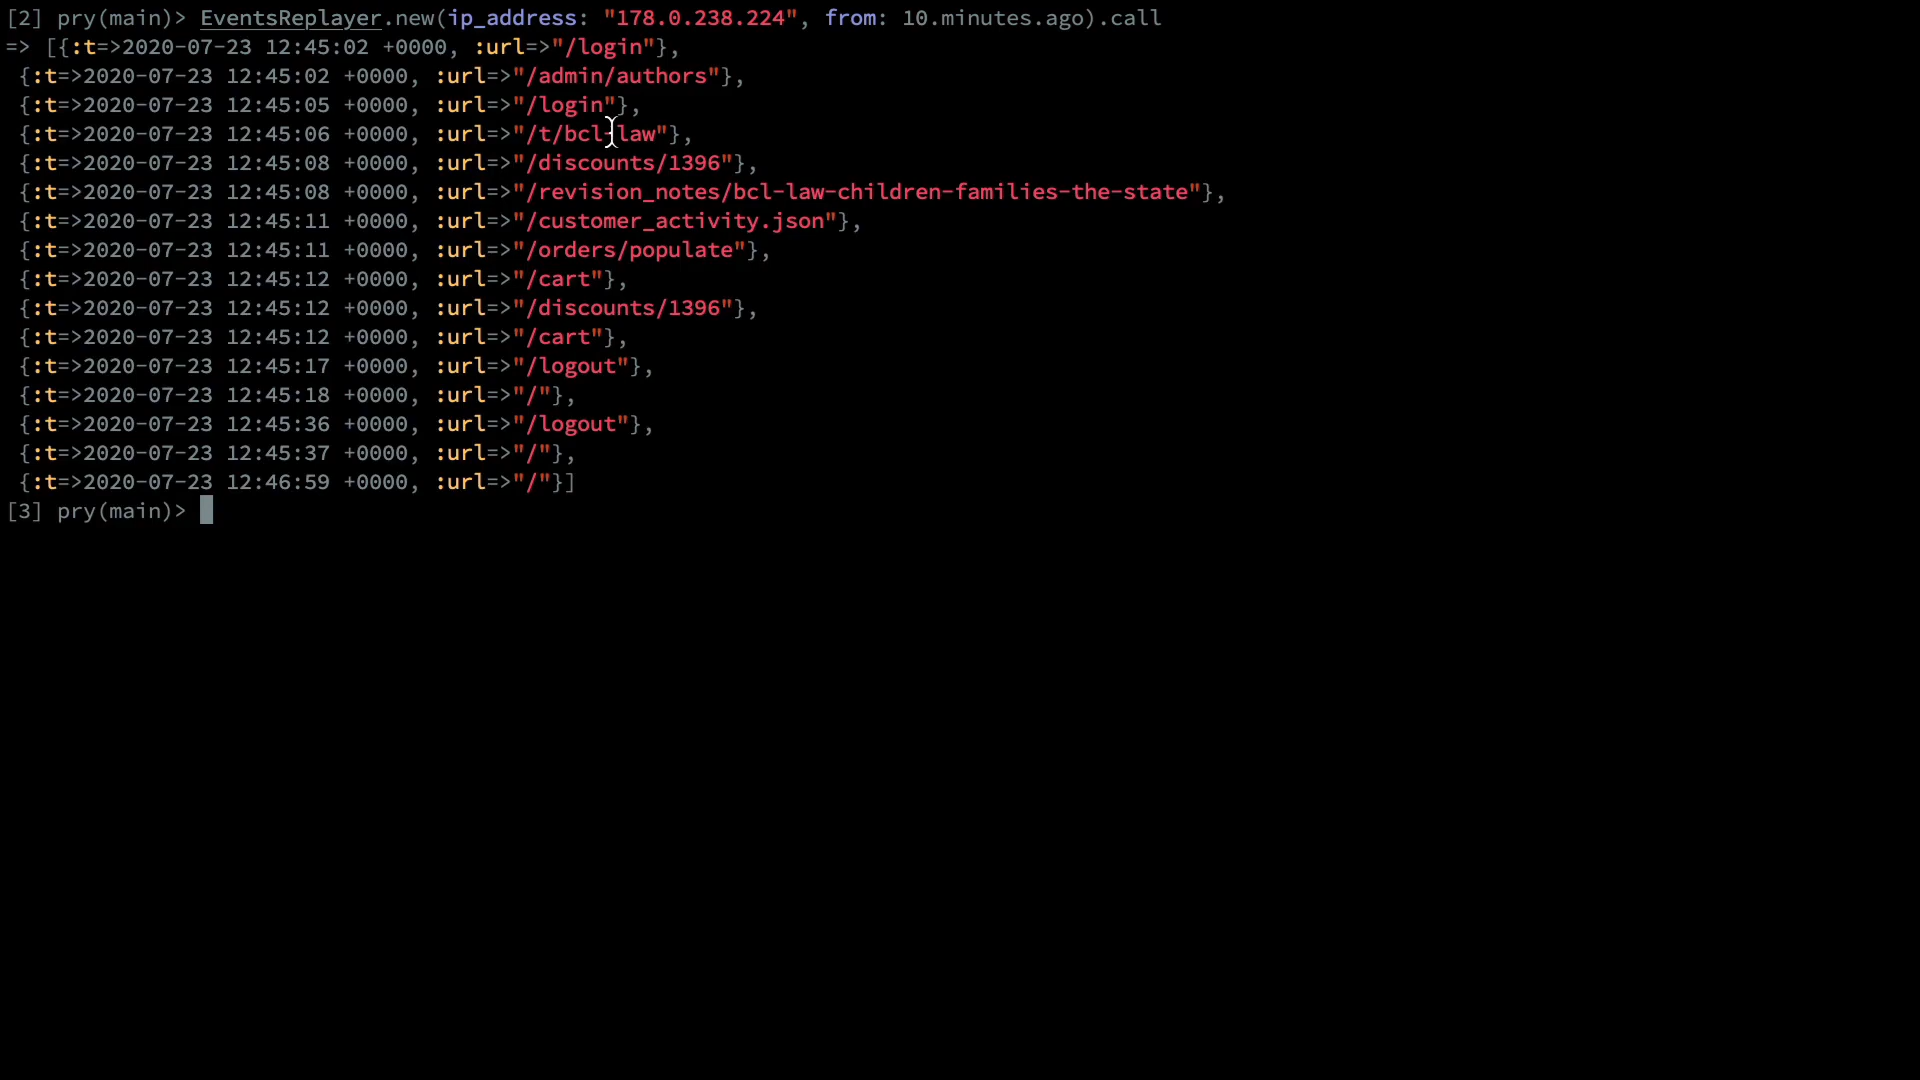 [2] pry(main)> EventsReplayer.new(ip_address: "178.0.238.224", from: 10.minutes.ago).call
=> [{:t=>2020-07-23 12:45:02 +0000, :url=>"/login"},
{:t=>2020-07-23 12:45:02 +0000, :url=>"/admin/authors"},
{:t=>2020-07-23 12:45:05 +0000, :url=>"/login"},
{:t=>2020-07-23 12:45:06 +0000, :url=>"/t/bcl-law"},
{:t=>2020-07-23 12:45:08 +0000, :url=>"/discounts/1396"},
{:t=>2020-07-23 12:45:08 +0000, :url=>"/revision_notes/bcl-law-children-families-the-state"},
{:t=>2020-07-23 12:45:11 +0000, :url=>"/customer_activity.json"},
{:t=>2020-07-23 12:45:11 +0000, :url=>"/orders/populate"},
{:t=>2020-07-23 12:45:12 +0000, :url=>"/cart"},
{:t=>2020-07-23 12:45:12 +0000, :url=>"/discounts/1396"},
{:t=>2020-07-23 12:45:12 +0000, :url=>"/cart"},
{:t=>2020-07-23 12:45:17 +0000, :url=>"/logout"},
{:t=>2020-07-23 12:45:18 +0000, :url=>"/"},
{:t=>2020-07-23 12:45:36 +0000, :url=>"/logout"},
{:t=>2020-07-23 12:45:37 +0000, :url=>"/"},
{:t=>2020-07-23 12:46:59 +0000, :url=>"/"}]
[3] pry(main)>